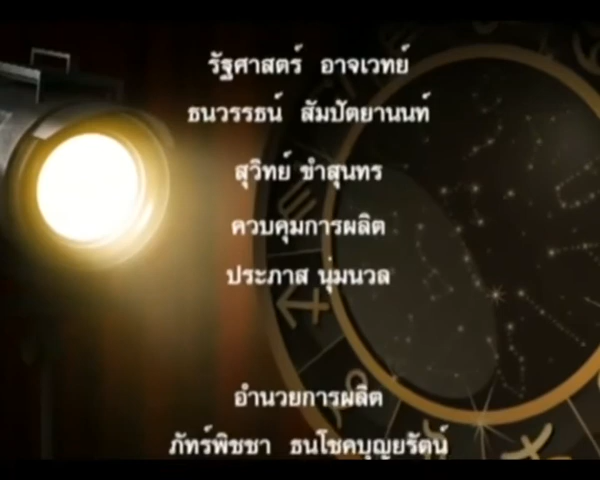 รัฐศาสตร์ อาจเวทย์
ธนวรรธน์ สัมปัตยานนท์
สุวิทย์ ขำสุนทร
ควบคุมการผลิต
ประภาส นุ่มนวล
อำนวยการผลิต
ภัทร์พิชชา ธนโชคบุญยรัตน์